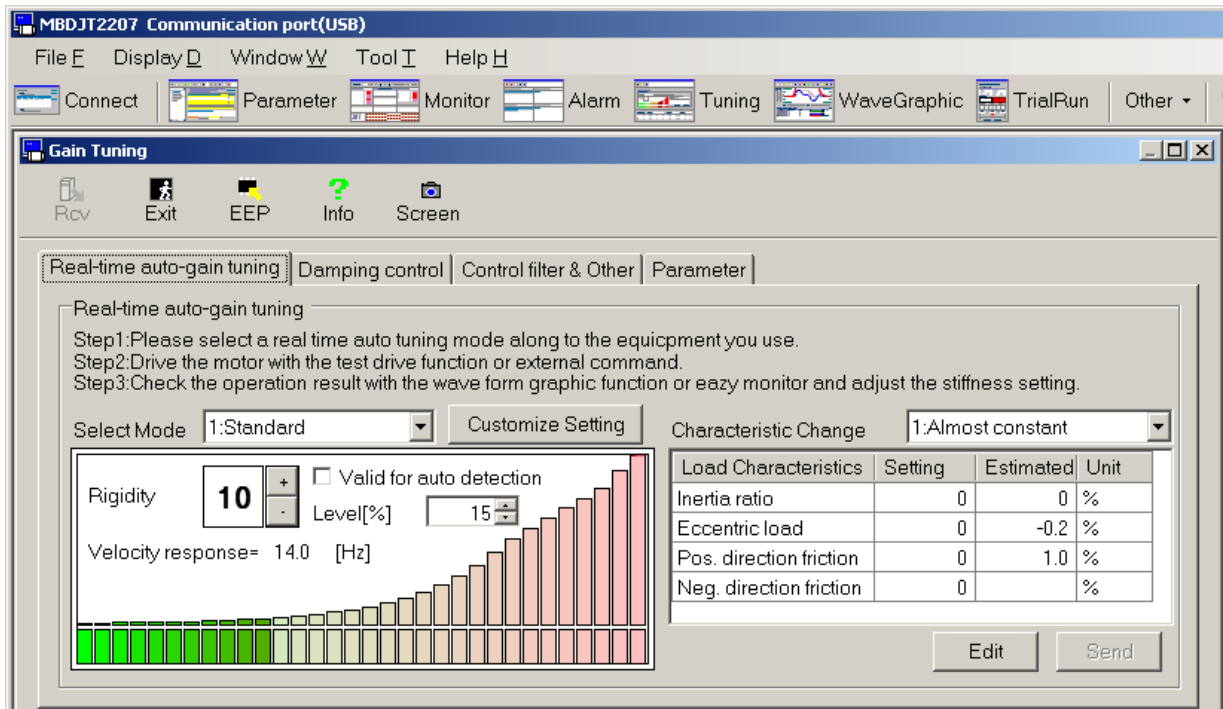 MBDJT2207 Communication port(USB)
File F Display D Window W Tool T Help H
Connect Parameter Monitor Alarm Tuning WaveGraphic TrialRun Other
Gain Tuning
Rcv Exit EEP Info Screen
Real-time auto-gain tuning Damping control Control filter & Other Parameter
Real-time auto-gain tuning
Step1:Please select a real time auto tuning mode along to the equicpment you use.
Step2:Drive the motor with the test drive function or external command.
Step3:Check the operation result with the wave form graphic function or eazy monitor and adjust the stiffness setting.
Select Mode 1:Standard Customize Setting Characteristic Change 1:Almost constant
Rigidity 10 + - Valid for auto detection
Level[%] 15
Velocity response= 14.0 [Hz]
Load Characteristics Setting Estimated Unit
Inertia ratio 0 0 %
Eccentric load 0 -0.2 %
Pos. direction friction 0 1.0 %
Neg. direction friction 0 %
Edit Send